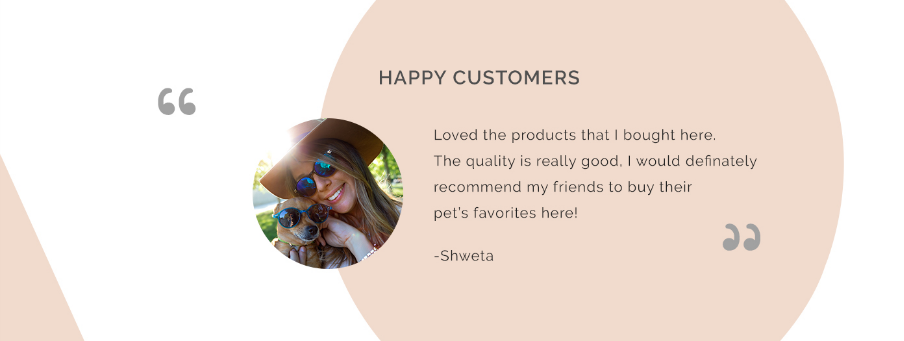 HAPPY CUSTOMERS
“
Loved the products that I bought here.
The quality is really good, I would definately
recommend my friends to buy their
pet's favorites here!
”
-Shweta